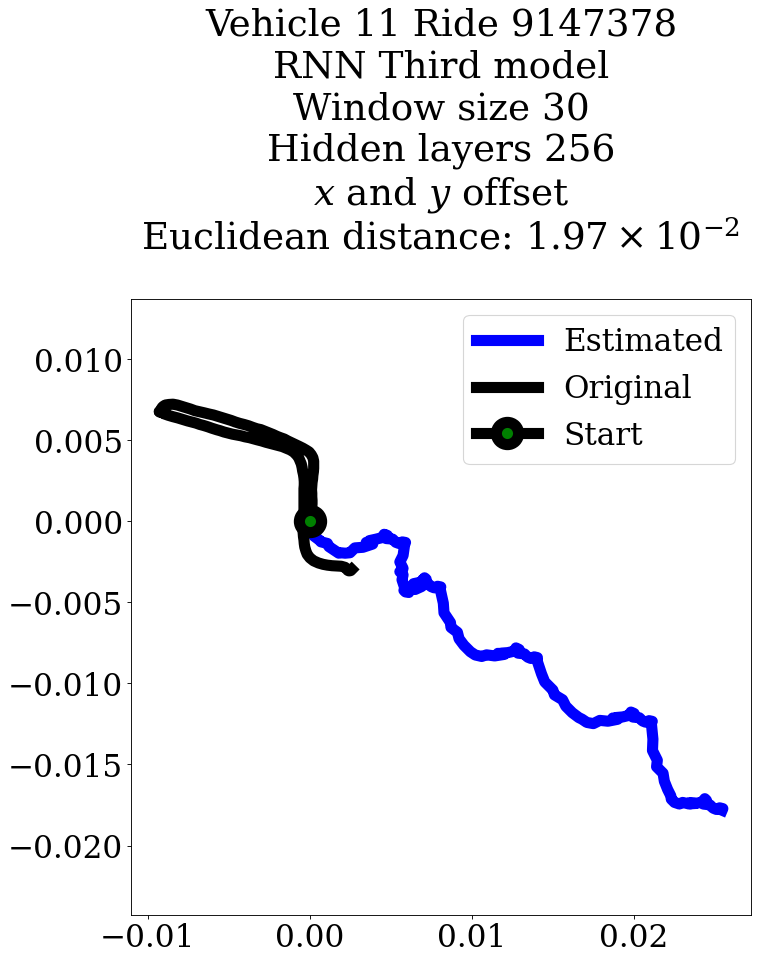 Vehicle 11 Ride 9147378
RNN Third model
Window size 30
Hidden layers 256
x and y offset
Euclidean distance: 1.97 × 10⁻²
Estimated
Original
Start
0.010
0.005
0.000
−0.005
−0.010
−0.015
−0.020
−0.01 0.00 0.01 0.02